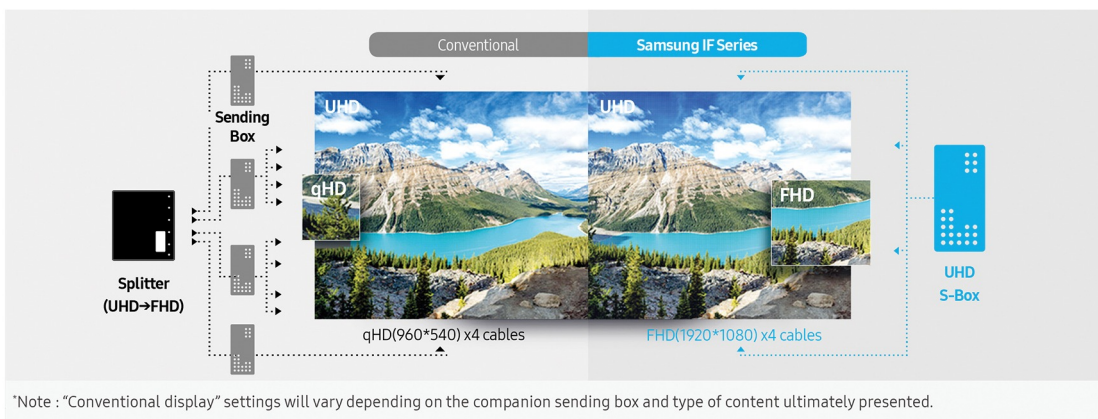 Conventional
Samsung IF Series
Sending
Box
UHD
UHD
qHD
FHD
Splitter
(UHD→FHD)
UHD
S-Box
qHD(960*540) x4 cables
FHD(1920*1080) x4 cables
*Note : “Conventional display” settings will vary depending on the companion sending box and type of content ultimately presented.